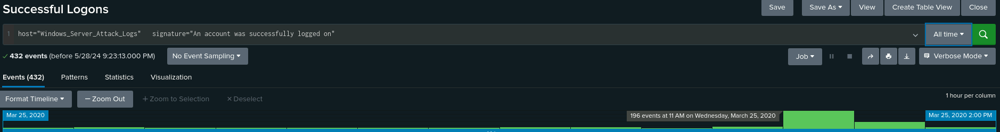 Successful Logons
Save Save As View Create Table View Close
1 host="Windows_Server_Attack_Logs" signature="An account was successfully logged on"
All time
432 events (before 5/28/24 9:23:13.000 PM) No Event Sampling
Job Verbose Mode
Events (432) Patterns Statistics Visualization
Format Timeline — Zoom Out + Zoom to Selection × Deselect
1 hour per column
Mar 25, 2020 196 events at 11 AM on Wednesday, March 25, 2020 Mar 25, 2020 2:00 PM